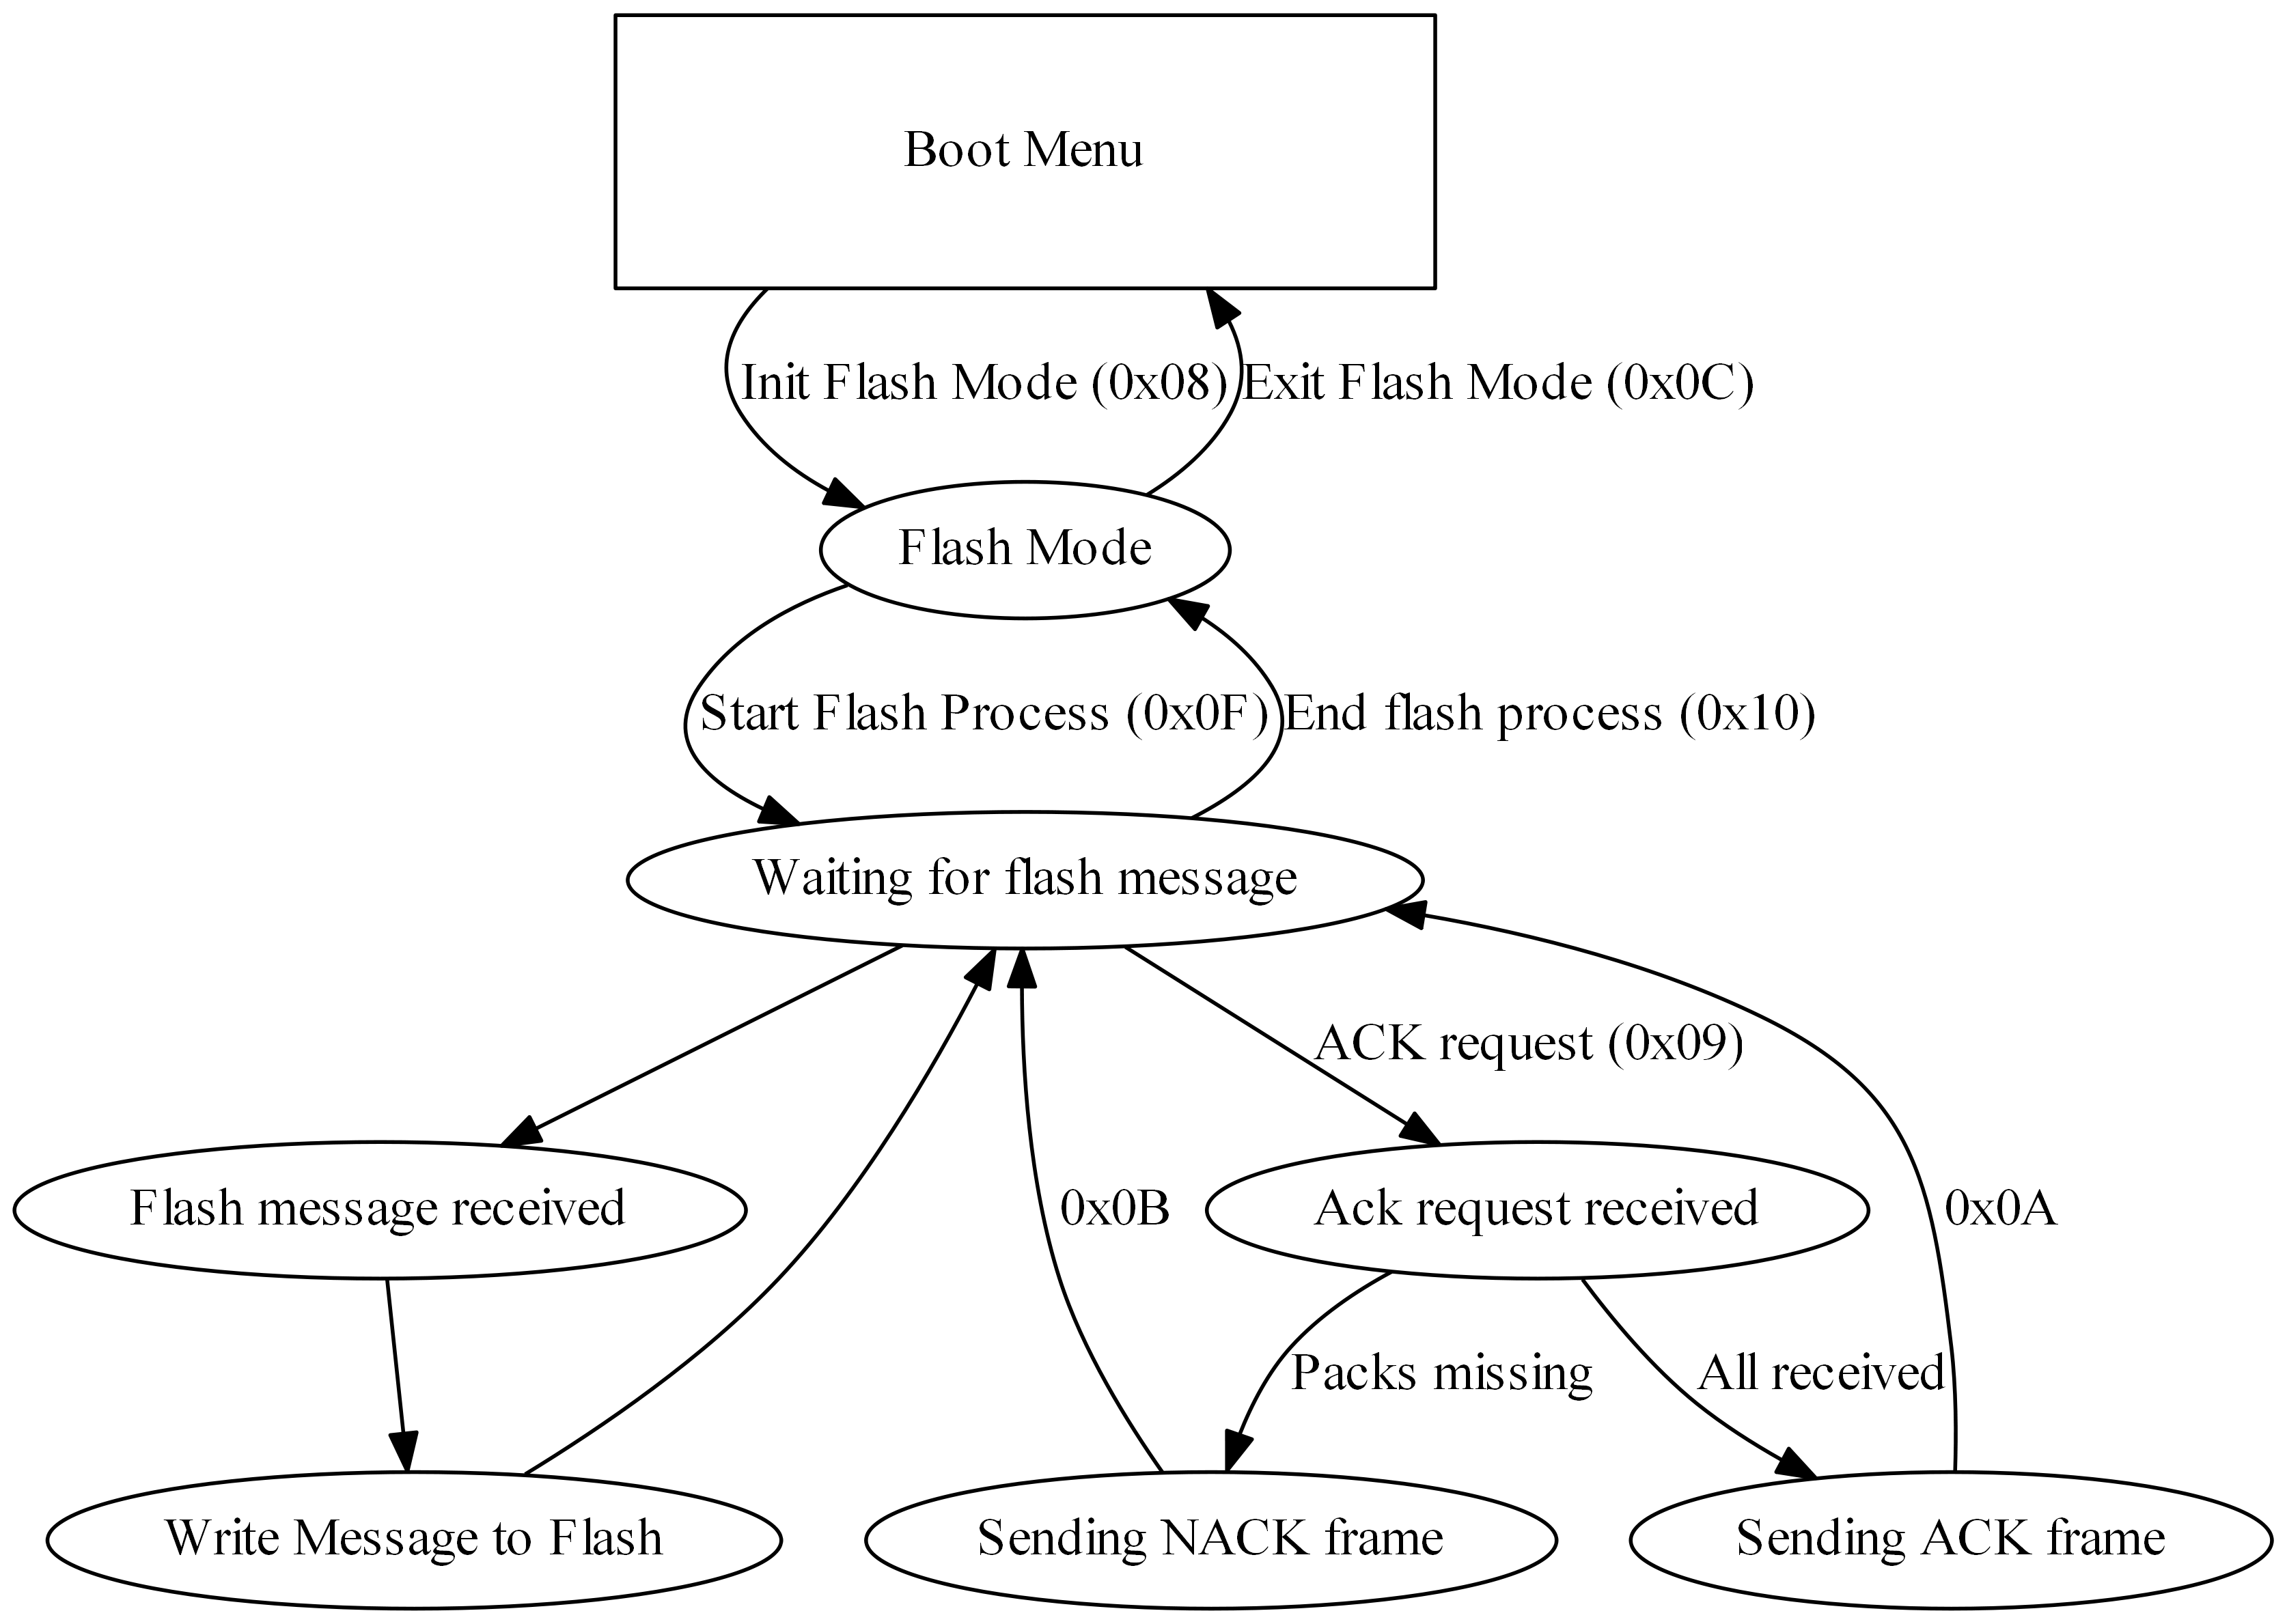 Boot Menu
Init Flash Mode (0x08)
Exit Flash Mode (0x0C)
Flash Mode
Start Flash Process (0x0F)
End flash process (0x10)
Waiting for flash message
ACK request (0x09)
Flash message received
0x0B
Ack request received
0x0A
Packs missing
All received
Write Message to Flash
Sending NACK frame
Sending ACK frame